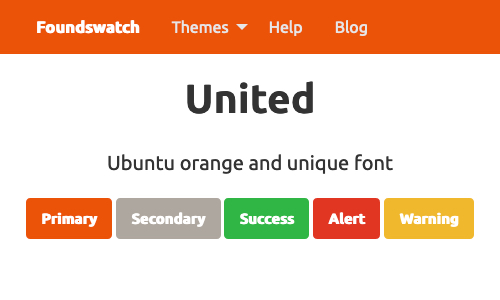 Foundswatch Themes Help Blog
United
Ubuntu orange and unique font
Primary Secondary Success Alert Warning